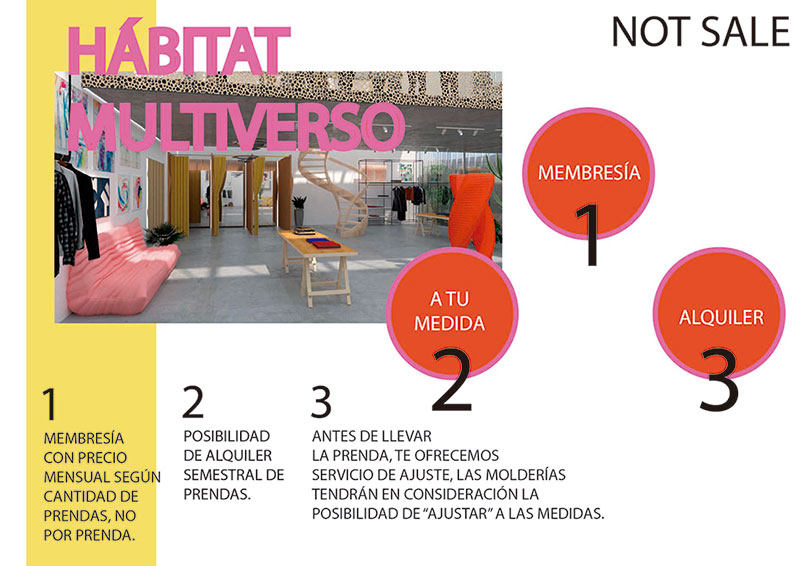 HÁBITAT
MULTIVERSO
NOT SALE
MEMBRESÍA
1
A TU
MEDIDA
2
ALQUILER
3
1
MEMBRESÍA
CON PRECIO
MENSUAL SEGÚN
CANTIDAD DE
PRENDAS, NO
POR PRENDA.
2
POSIBILIDAD
DE ALQUILER
SEMESTRAL DE
PRENDAS.
3
ANTES DE LLEVAR
LA PRENDA, TE OFRECEMOS
SERVICIO DE AJUSTE, LAS MOLDERÍAS
TENDRÁN EN CONSIDERACIÓN LA
POSIBILIDAD DE “AJUSTAR” A LAS MEDIDAS.